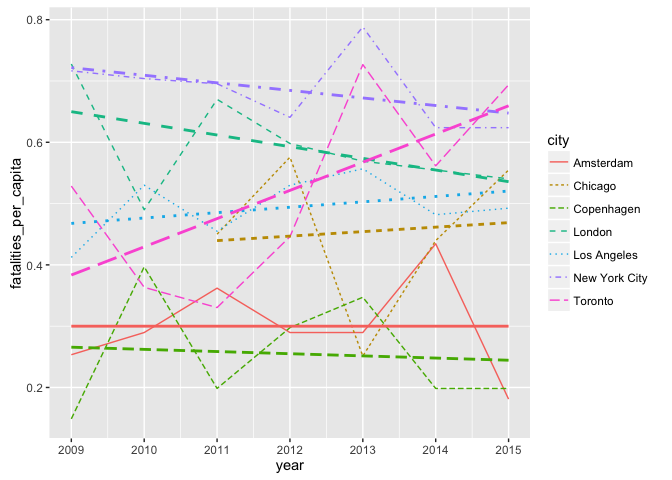 0.8
0.6
0.4
0.2
fatalities_per_capita
2009 2010 2011 2012 2013 2014 2015
year
city
Amsterdam
Chicago
Copenhagen
London
Los Angeles
New York City
Toronto